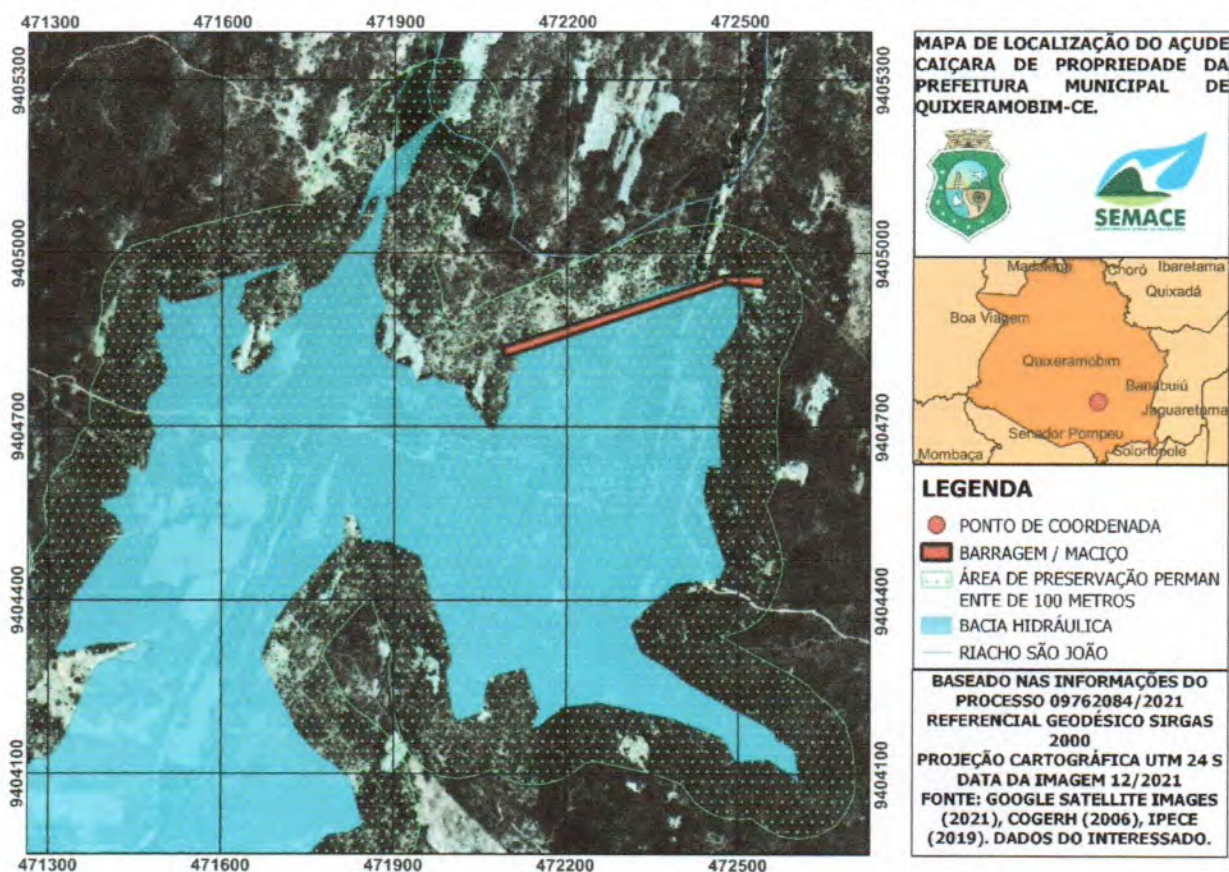 471300 471600 471900 472200 472500
9405300
9405000
9404700
9404400
9404100
9405300
9405000
9404700
9404400
9404100
471300 471600 471900 472200 472500
MAPA DE LOCALIZAÇÃO DO AÇUDE
CAIÇARA DE PROPRIEDADE DA
PREFEITURA MUNICIPAL DE
QUIXERAMOBIM-CE.
SEMACE
Madalena Choró Ibaretama
Quixadá
Boa Viagem
Quixeramobim
Banabuiú
Jaguaretama
Senador Pompeu
Mombaça Solonópole
LEGENDA
PONTO DE COORDENADA
BARRAGEM / MACIÇO
ÁREA DE PRESERVAÇÃO PERMAN
ENTE DE 100 METROS
BACIA HIDRÁULICA
RIACHO SÃO JOÃO
BASEADO NAS INFORMAÇÕES DO
PROCESSO 09762084/2021
REFERENCIAL GEODÉSICO SIRGAS
2000
PROJEÇÃO CARTOGRÁFICA UTM 24 S
DATA DA IMAGEM 12/2021
FONTE: GOOGLE SATELLITE IMAGES
(2021), COGERH (2006), IPECE
(2019). DADOS DO INTERESSADO.